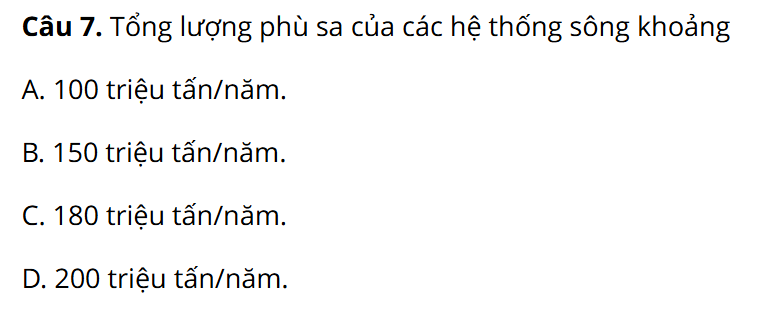 Câu 7. Tổng lượng phù sa của các hệ thống sông khoảng
A. 100 triệu tấn/năm.
B. 150 triệu tấn/năm.
C. 180 triệu tấn/năm.
D. 200 triệu tấn/năm.